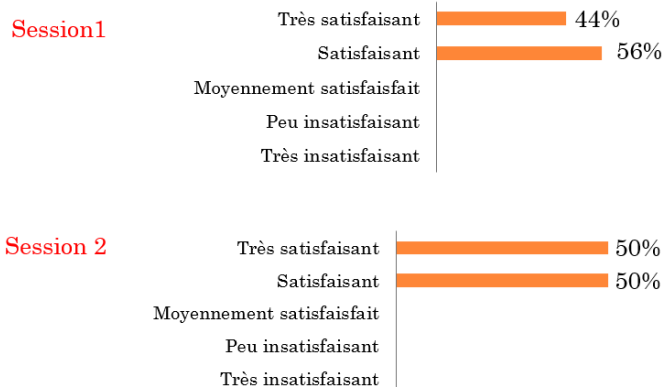 Session1
Très satisfaisant 44%
Satisfaisant 56%
Moyennement satisfaisfait
Peu insatisfaisant
Très insatisfaisant
Session 2
Très satisfaisant 50%
Satisfaisant 50%
Moyennement satisfaisfait
Peu insatisfaisant
Très insatisfaisant